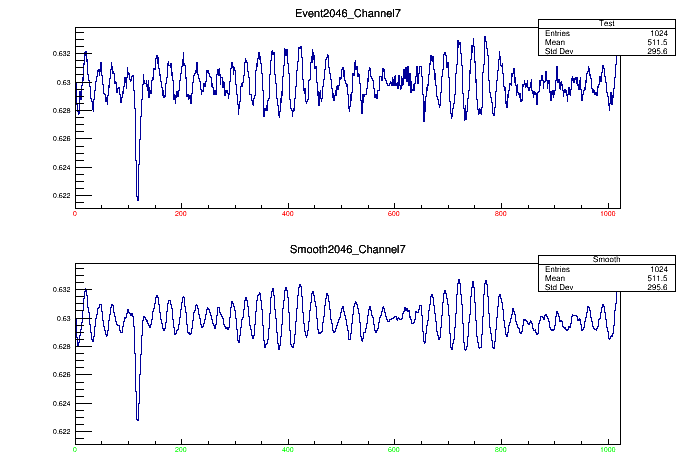 Event2046_Channel7
Test
Entries 1024
Mean 511.5
Std Dev 295.6
0.632
0.63
0.628
0.626
0.624
0.622
0 200 400 600 800 1000
Smooth2046_Channel7
Smooth
Entries 1024
Mean 511.5
Std Dev 295.6
0.632
0.63
0.628
0.626
0.624
0.622
0 200 400 600 800 1000